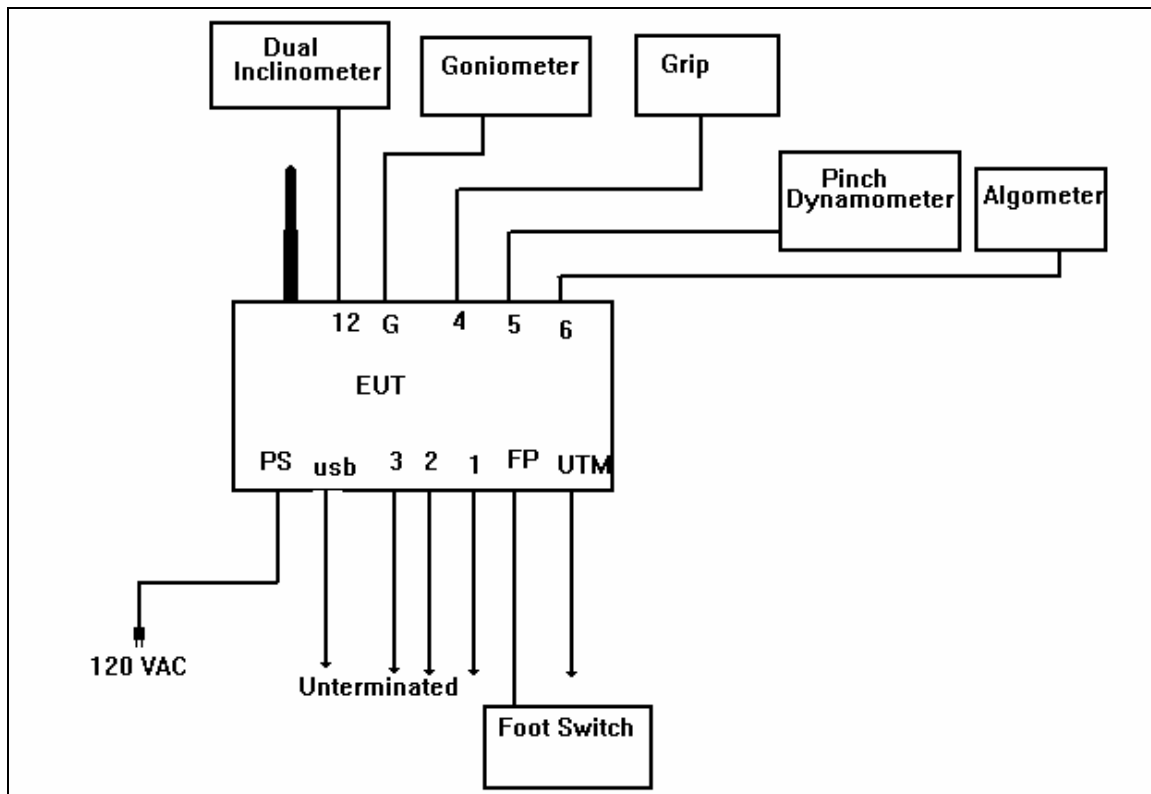 Dual
Inclinometer
Goniometer
Grip
Pinch
Dynamometer
Algometer
12 G 4 5 6
EUT
PS usb 3 2 1 FP UTM
120 VAC
Unterminated
Foot Switch